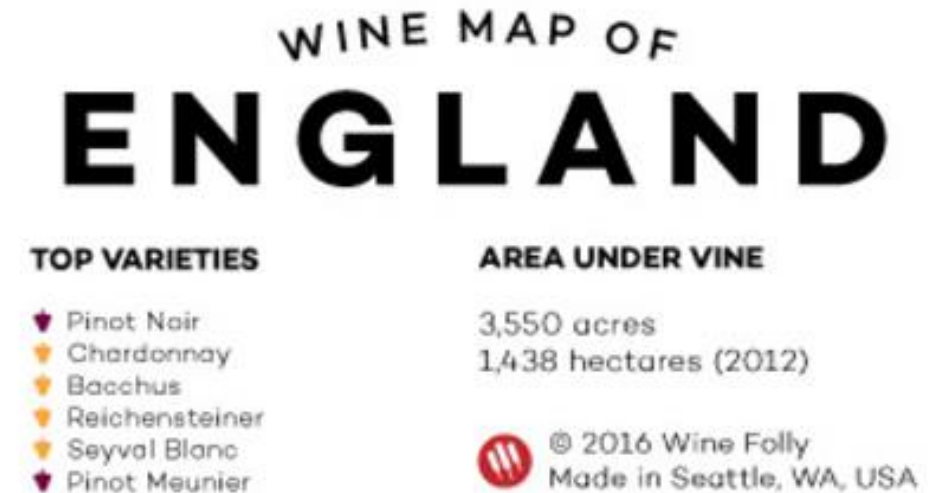 WINE MAP OF
ENGLAND
TOP VARIETIES
Pinot Noir
Chardonnay
Bacchus
Reichensteiner
Seyval Blanc
Pinot Meunier
AREA UNDER VINE
3,550 acres
1,438 hectares (2012)
© 2016 Wine Folly
Made in Seattle, WA, USA